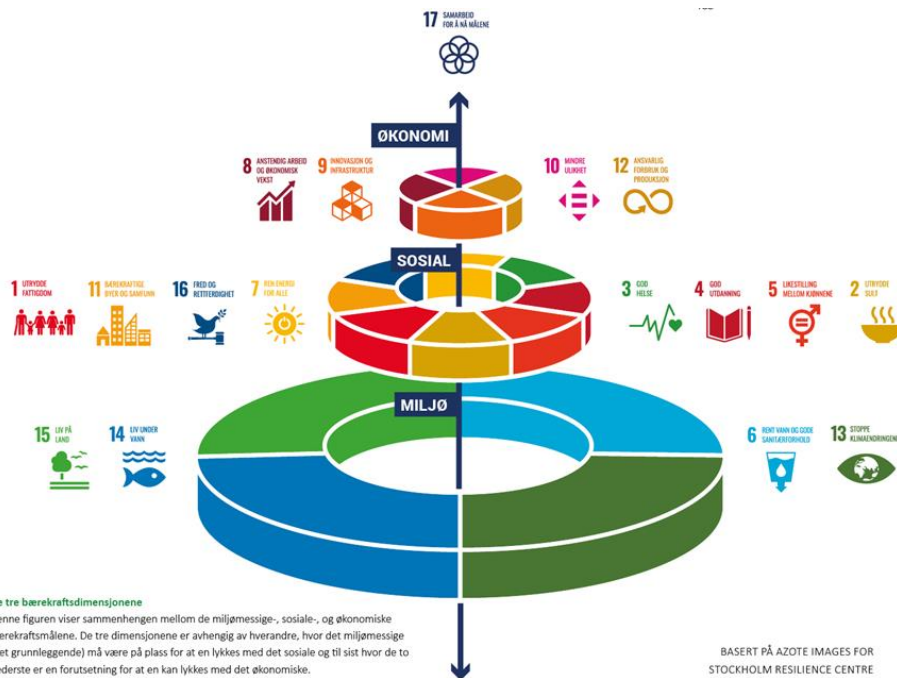 17 SAMARBEID
FOR Å NÅ MÅLENE
ØKONOMI
8 ANSTENDIG ARBEID
OG ØKONOMISK
VEKST
9 INNOVASJON OG
INFRASTRUKTUR
10 MINDRE
ULIKHET
12 ANSVARLIG
FORBRUK OG
PRODUKSJON
SOSIAL
1 UTRYDDE
FATTIGDOM
11 BÆREKRAFTIGE
BYER OG SAMFUNN
16 FRED OG
RETTFERDIGHET
7 REN ENERGI
FOR ALLE
3 GOD
HELSE
4 GOD
UTDANNING
5 LIKESTILLING
MELLOM KJØNNENE
2 UTRYDDE
SULT
MILJØ
15 LIV PÅ
LAND
14 LIV UNDER
VANN
6 RENT VANN OG GODE
SANITÆRFORHOLD
13 STOPPE
KLIMAENDRINGENE
e tre bærekraftsdimensjonene
enne figuren viser sammenhengen mellom de miljømessige-, sosiale-, og økonomiske
ærekraftsmålene. De tre dimensjonene er avhengig av hverandre, hvor det miljømessige
et grunnleggende) må være på plass for at en lykkes med det sosiale og til sist hvor de to
ederste er en forutsetning for at en kan lykkes med det økonomiske.
BASERT PÅ AZOTE IMAGES FOR
STOCKHOLM RESILIENCE CENTRE